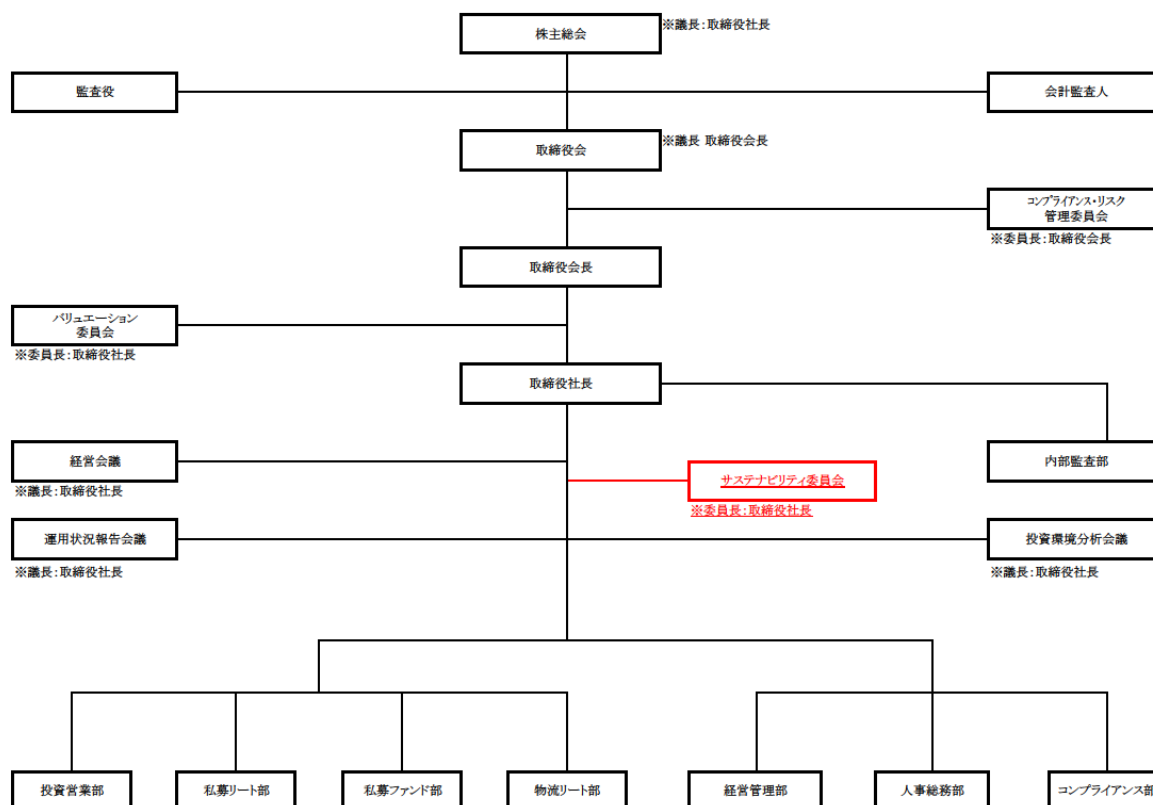 株主総会
※議長：取締役社長
監査役
会計監査人
取締役会
※議長 取締役会長
コンプライアンス・リスク
管理委員会
※委員長：取締役会長
取締役会長
バリュエーション
委員会
※委員長：取締役社長
取締役社長
経営会議
※議長：取締役社長
内部監査部
サステナビリティ委員会
※委員長：取締役社長
運用状況報告会議
※議長：取締役社長
投資環境分析会議
※議長：取締役社長
投資営業部
私募リート部
私募ファンド部
物流リート部
経営管理部
人事総務部
コンプライアンス部